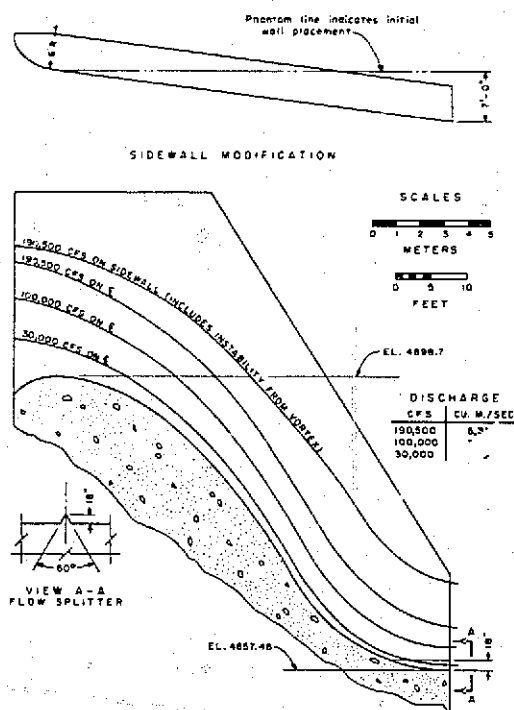 Phantom line indicates initial
wall placement
6'R
7'-0"
SIDEWALL MODIFICATION
SCALES
0 1 2 3 4 5
METERS
0 5 10
FEET
190,500 CFS ON SIDEWALL (INCLUDES INSTABILITY FROM VORTEX)
190,500 CFS ON ℄
100,000 CFS ON ℄
30,000 CFS ON ℄
EL. 4898.7
DISCHARGE
CFS CU. M./SEC
190,500
100,000 "
30,000
18"
60°
VIEW A-A
FLOW SPLITTER
A
18"
EL. 4857.48
A